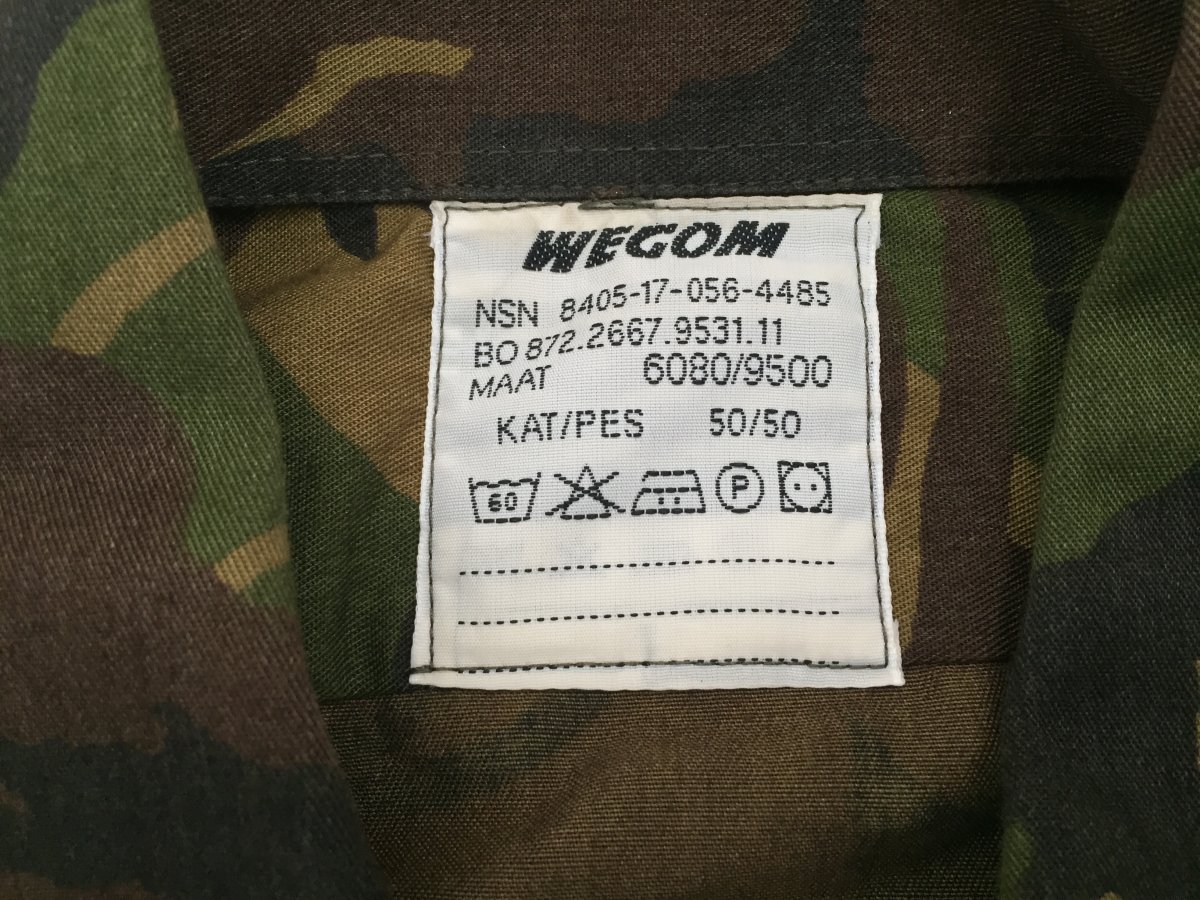 WEGOM
NSN 8405-17-056-4485
BO 872.2667.9531.11
MAAT 6080/9500
KAT/PES 50/50
60 P